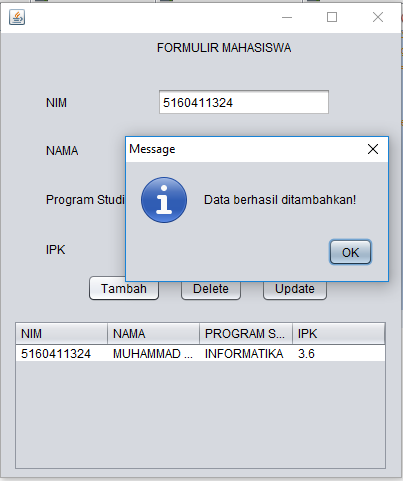 FORMULIR MAHASISWA
NIM 5160411324
NAMA
Message
Program Studi
Data berhasil ditambahkan!
IPK
OK
Tambah Delete Update
NIM NAMA PROGRAM S... IPK
5160411324 MUHAMMAD ... INFORMATIKA 3.6